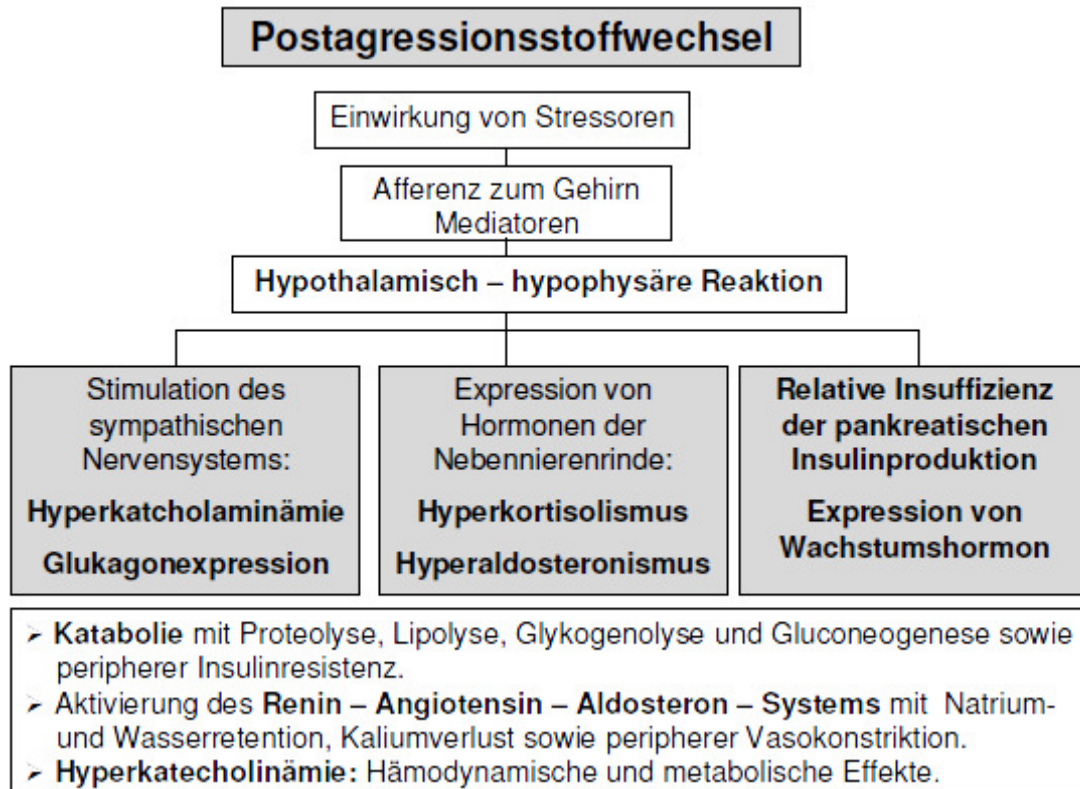 Postagressionsstoffwechsel
Einwirkung von Stressoren
Afferenz zum Gehirn
Mediatoren
Hypothalamisch – hypophysäre Reaktion
Stimulation des
sympathischen
Nervensystems:
Hyperkatcholaminämie
Glukagonexpression
Expression von
Hormonen der
Nebennierenrinde:
Hyperkortisolismus
Hyperaldosteronismus
Relative Insuffizienz
der pankreatischen
Insulinproduktion
Expression von
Wachstumshormon
➢ Katabolie mit Proteolyse, Lipolyse, Glykogenolyse und Gluconeogenese sowie
peripherer Insulinresistenz.
➢ Aktivierung des Renin – Angiotensin – Aldosteron – Systems mit Natrium-
und Wasserretention, Kaliumverlust sowie peripherer Vasokonstriktion.
➢ Hyperkatecholinämie: Hämodynamische und metabolische Effekte.